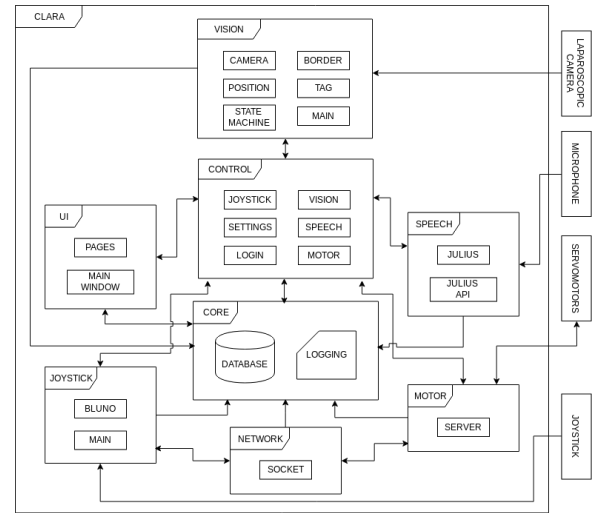 CLARA
VISION
CAMERA
BORDER
POSITION
TAG
STATE
MACHINE
MAIN
LAPAROSCOPIC
CAMERA
MICROPHONE
CONTROL
JOYSTICK
VISION
SETTINGS
SPEECH
LOGIN
MOTOR
UI
PAGES
MAIN
WINDOW
SPEECH
JULIUS
JULIUS
API
SERVOMOTORS
CORE
DATABASE
LOGGING
JOYSTICK
BLUNO
MAIN
MOTOR
SERVER
NETWORK
SOCKET
JOYSTICK